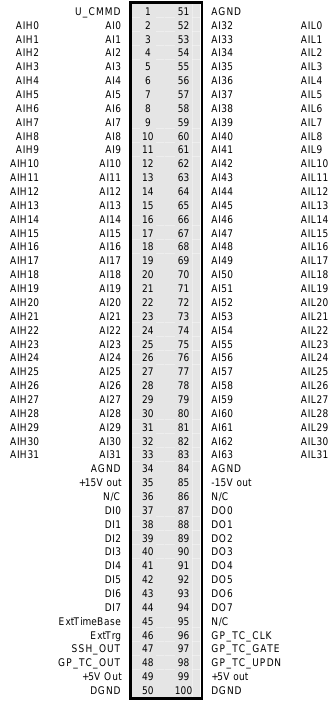 U_CMMD 1 51 AGND
AIH0 AI0 2 52 AI32 AIL0
AIH1 AI1 3 53 AI33 AIL1
AIH2 AI2 4 54 AI34 AIL2
AIH3 AI3 5 55 AI35 AIL3
AIH4 AI4 6 56 AI36 AIL4
AIH5 AI5 7 57 AI37 AIL5
AIH6 AI6 8 58 AI38 AIL6
AIH7 AI7 9 59 AI39 AIL7
AIH8 AI8 10 60 AI40 AIL8
AIH9 AI9 11 61 AI41 AIL9
AIH10 AI10 12 62 AI42 AIL10
AIH11 AI11 13 63 AI43 AIL11
AIH12 AI12 14 64 AI44 AIL12
AIH13 AI13 15 65 AI45 AIL13
AIH14 AI14 16 66 AI46 AIL14
AIH15 AI15 17 67 AI47 AIL15
AIH16 AI16 18 68 AI48 AIL16
AIH17 AI17 19 69 AI49 AIL17
AIH18 AI18 20 70 AI50 AIL18
AIH19 AI19 21 71 AI51 AIL19
AIH20 AI20 22 72 AI52 AIL20
AIH21 AI21 23 73 AI53 AIL21
AIH22 AI22 24 74 AI54 AIL22
AIH23 AI23 25 75 AI55 AIL23
AIH24 AI24 26 76 AI56 AIL24
AIH25 AI25 27 77 AI57 AIL25
AIH26 AI26 28 78 AI58 AIL26
AIH27 AI27 29 79 AI59 AIL27
AIH28 AI28 30 80 AI60 AIL28
AIH29 AI29 31 81 AI61 AIL29
AIH30 AI30 32 82 AI62 AIL30
AIH31 AI31 33 83 AI63 AIL31
AGND 34 84 AGND
+15V out 35 85 -15V out
N/C 36 86 N/C
DI0 37 87 DO0
DI1 38 88 DO1
DI2 39 89 DO2
DI3 40 90 DO3
DI4 41 91 DO4
DI5 42 92 DO5
DI6 43 93 DO6
DI7 44 94 DO7
ExtTimeBase 45 95 N/C
ExtTrg 46 96 GP_TC_CLK
SSH_OUT 47 97 GP_TC_GATE
GP_TC_OUT 48 98 GP_TC_UPDN
+5V Out 49 99 +5V out
DGND 50 100 DGND